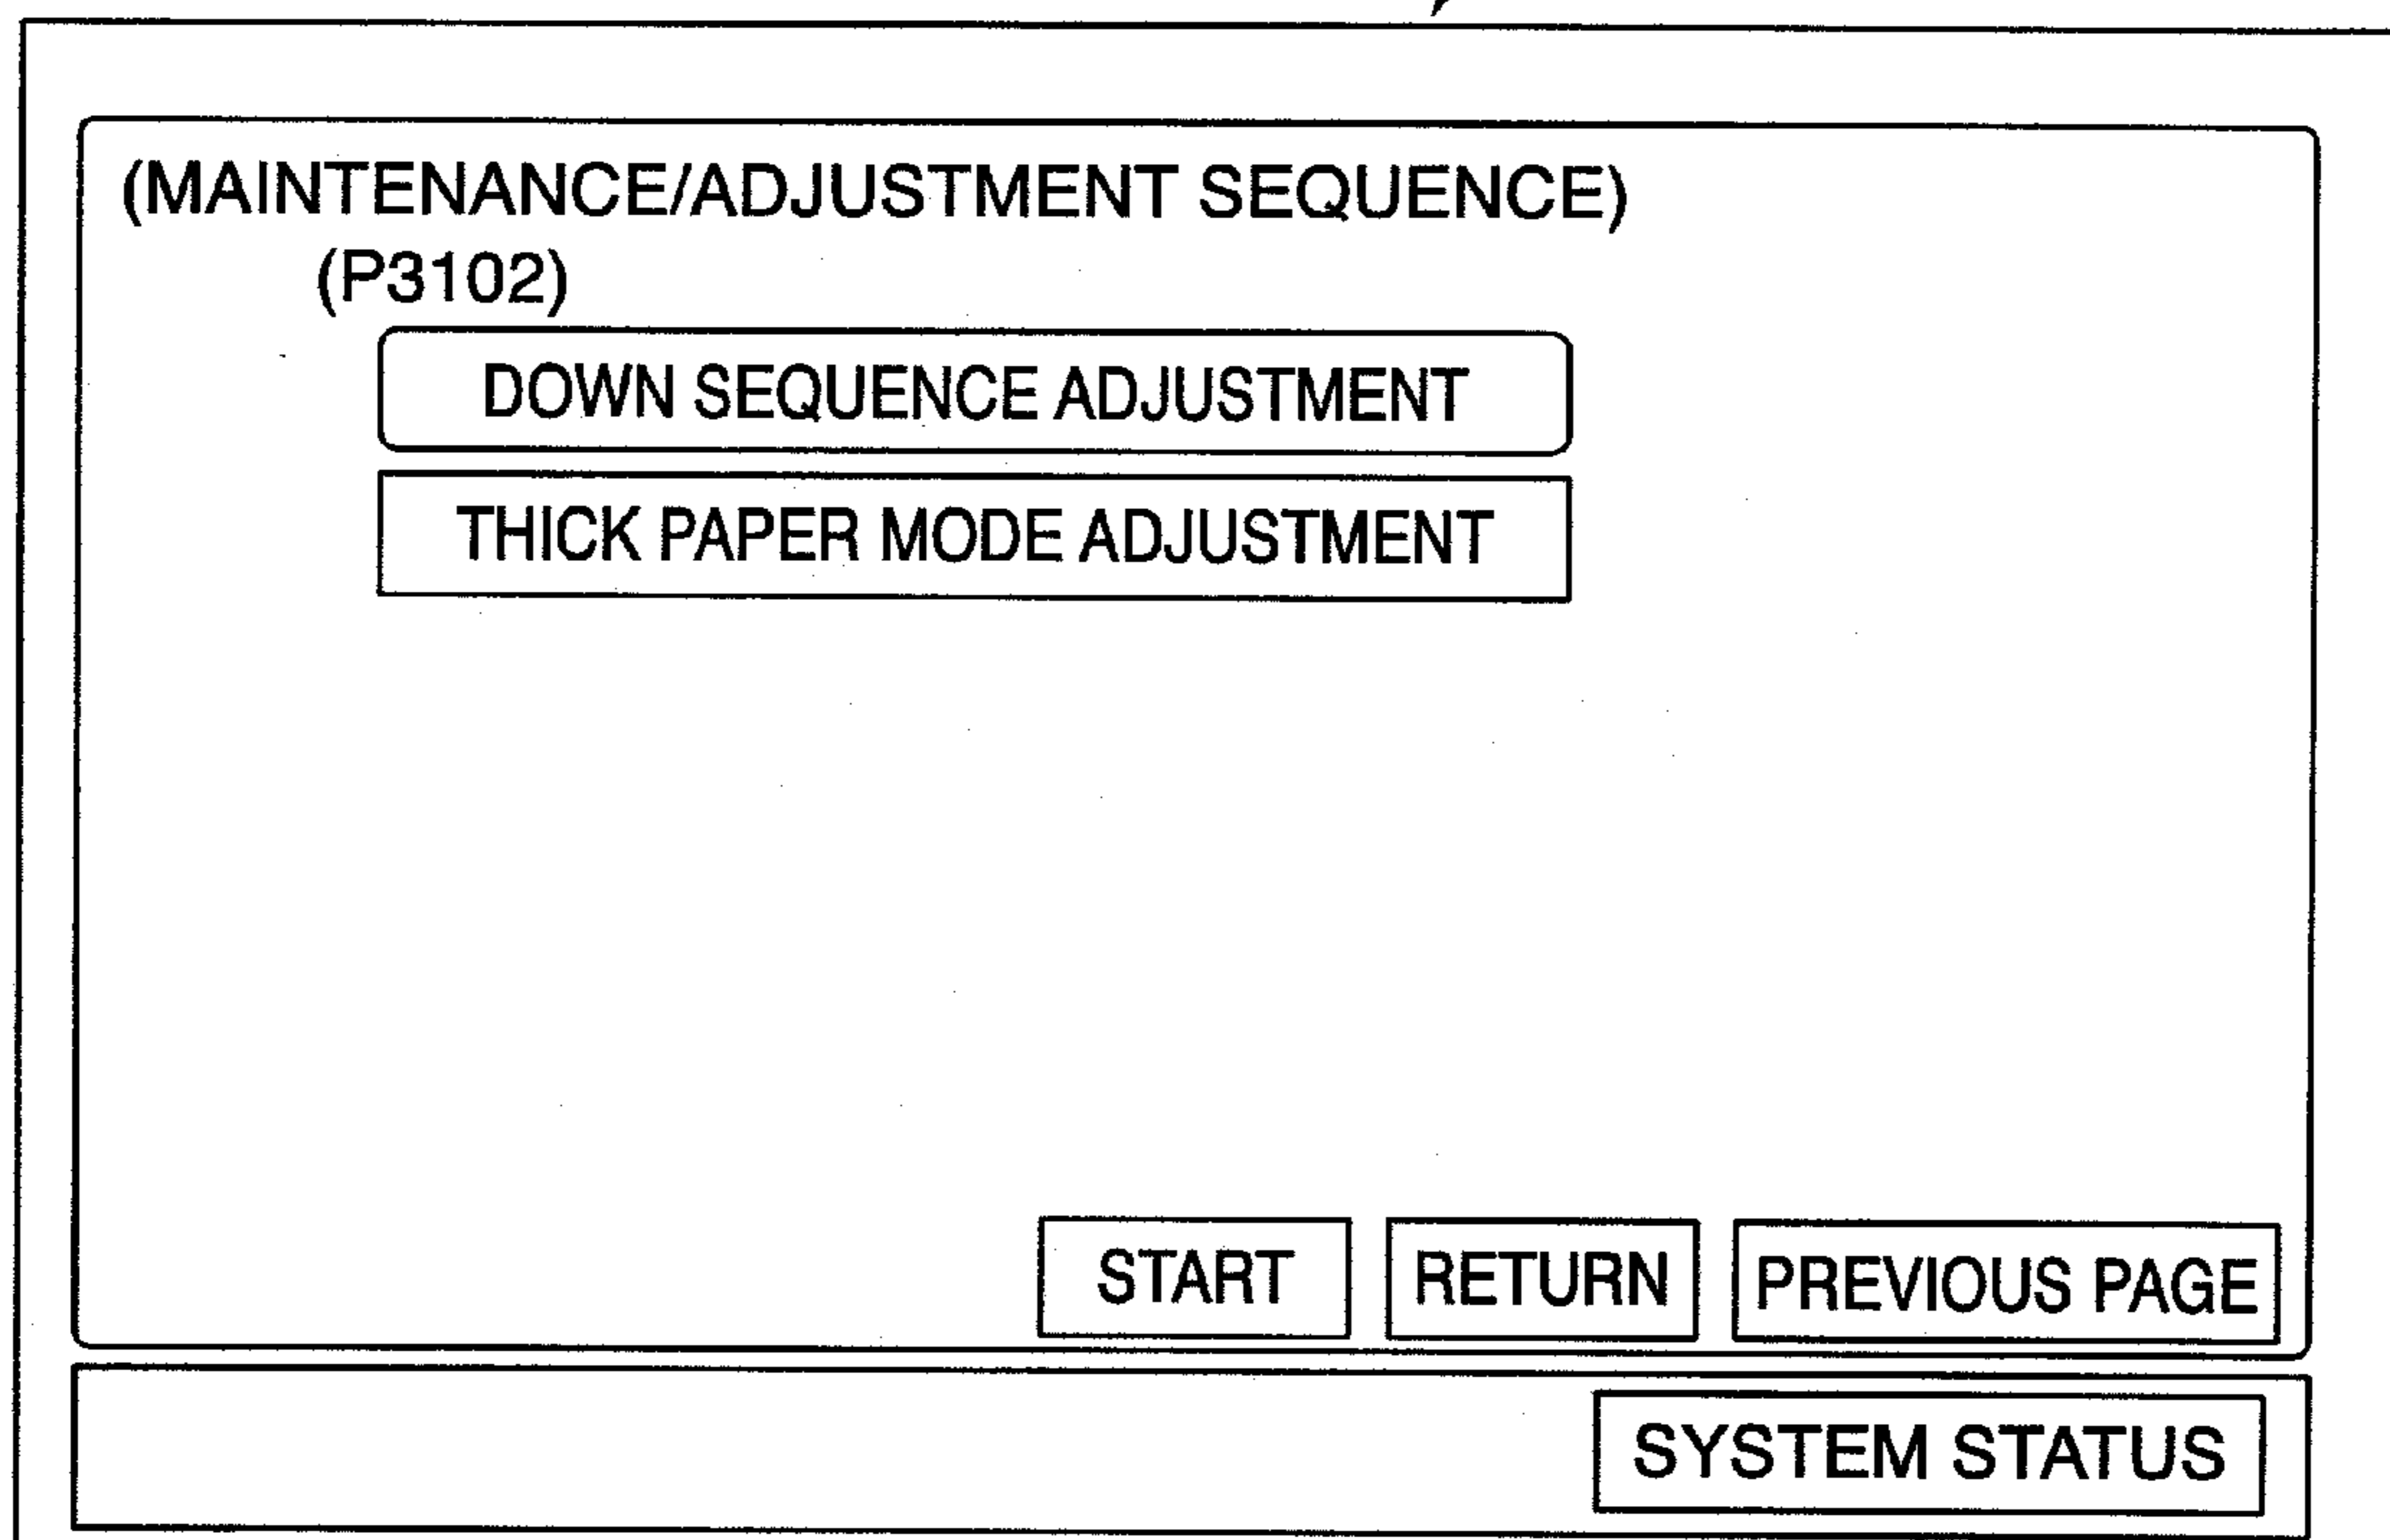 (MAINTENANCE/ADJUSTMENT SEQUENCE)
(P3102)
DOWN SEQUENCE ADJUSTMENT
THICK PAPER MODE ADJUSTMENT
START RETURN PREVIOUS PAGE
SYSTEM STATUS